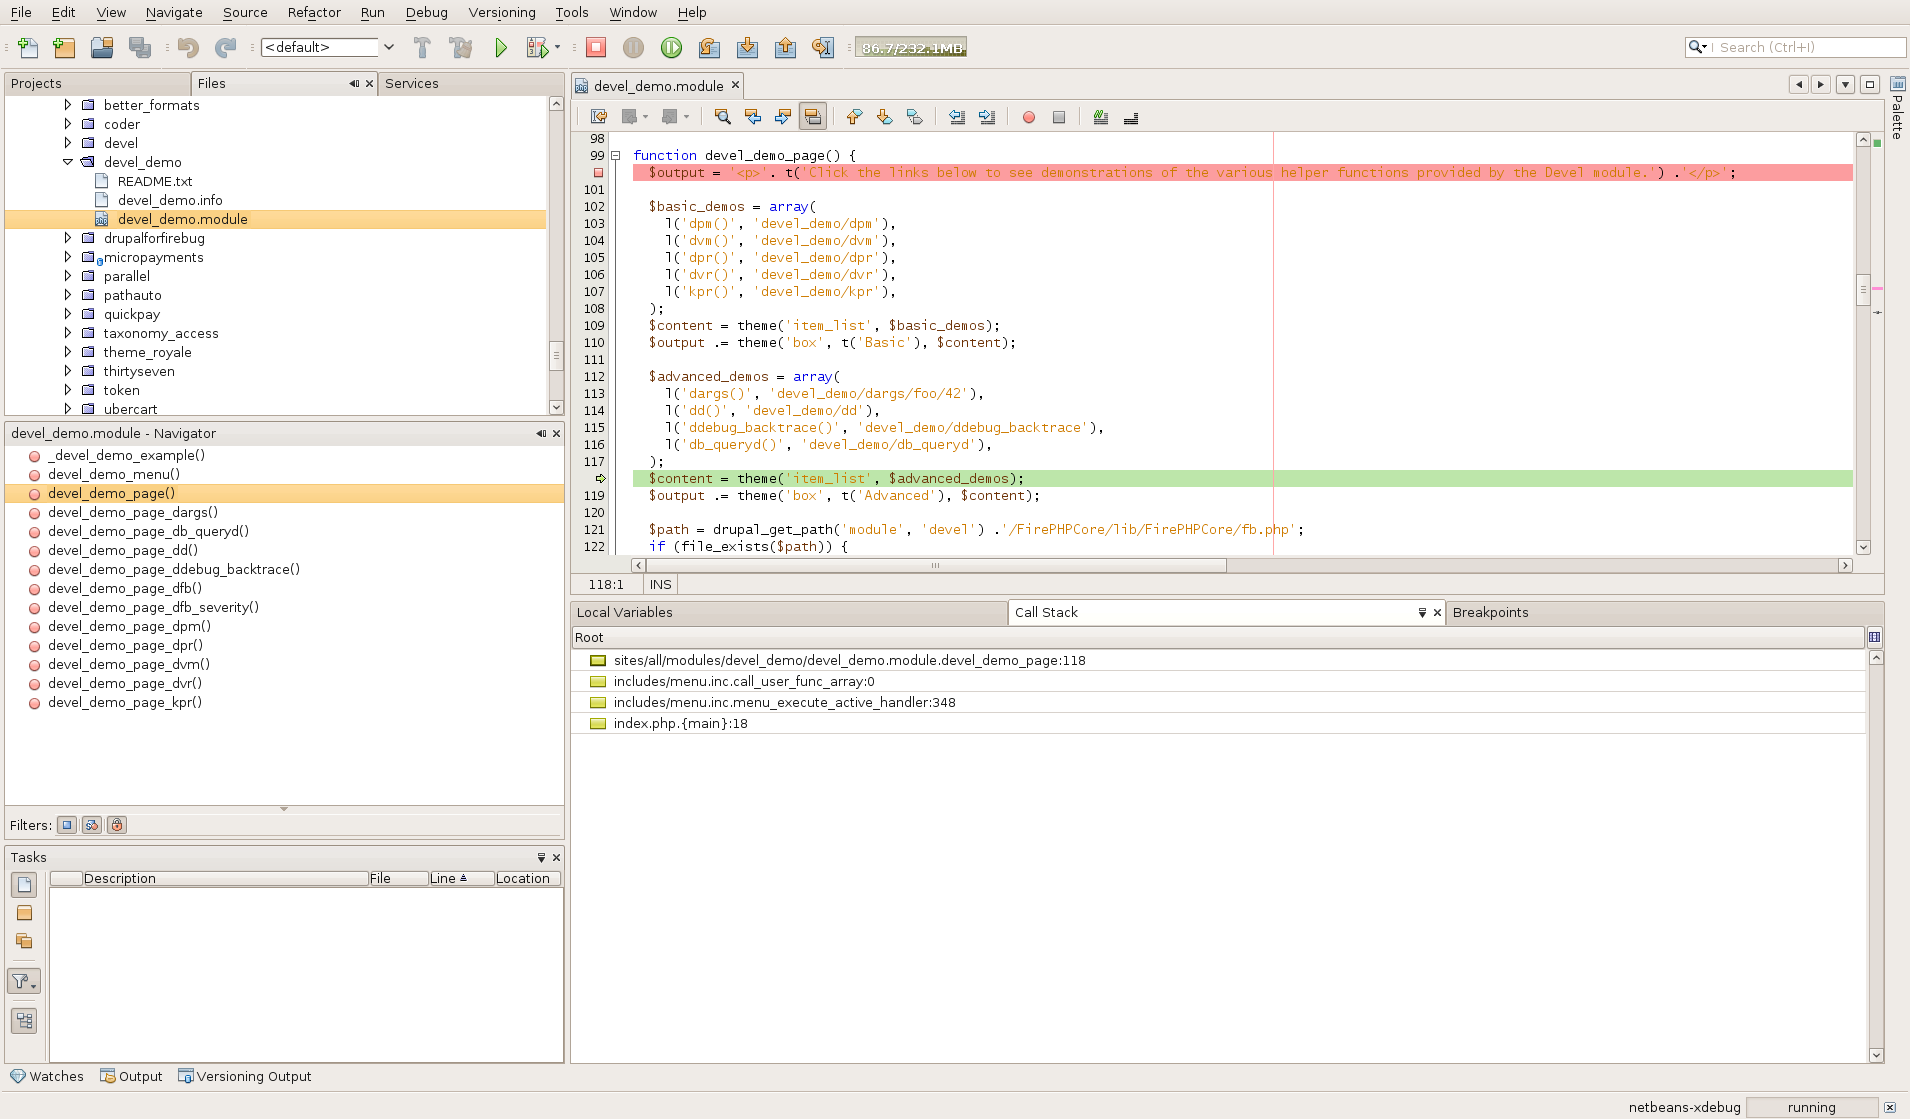 File Edit View Navigate Source Refactor Run Debug Versioning Tools Window Help
<default> 86.7/232.1MB Search (Ctrl+I)
Projects Files Services
better_formats
coder
devel
devel_demo
README.txt
devel_demo.info
devel_demo.module
drupalforfirebug
micropayments
parallel
pathauto
quickpay
taxonomy_access
theme_royale
thirtyseven
token
ubercart
devel_demo.module - Navigator
_devel_demo_example()
devel_demo_menu()
devel_demo_page()
devel_demo_page_dargs()
devel_demo_page_db_queryd()
devel_demo_page_dd()
devel_demo_page_ddebug_backtrace()
devel_demo_page_dfb()
devel_demo_page_dfb_severity()
devel_demo_page_dpm()
devel_demo_page_dpr()
devel_demo_page_dvm()
devel_demo_page_dvr()
devel_demo_page_kpr()
Filters:
Tasks
Description File Line Location
devel_demo.module
98
99 function devel_demo_page() {
$output = '<p>'. t('Click the links below to see demonstrations of the various helper functions provided by the Devel module.') .'</p>';
101
102 $basic_demos = array(
103 l('dpm()', 'devel_demo/dpm'),
104 l('dvm()', 'devel_demo/dvm'),
105 l('dpr()', 'devel_demo/dpr'),
106 l('dvr()', 'devel_demo/dvr'),
107 l('kpr()', 'devel_demo/kpr'),
108 );
109 $content = theme('item_list', $basic_demos);
110 $output .= theme('box', t('Basic'), $content);
111
112 $advanced_demos = array(
113 l('dargs()', 'devel_demo/dargs/foo/42'),
114 l('dd()', 'devel_demo/dd'),
115 l('ddebug_backtrace()', 'devel_demo/ddebug_backtrace'),
116 l('db_queryd()', 'devel_demo/db_queryd'),
117 );
$content = theme('item_list', $advanced_demos);
119 $output .= theme('box', t('Advanced'), $content);
120
121 $path = drupal_get_path('module', 'devel') .'/FirePHPCore/lib/FirePHPCore/fb.php';
122 if (file_exists($path)) {
118:1 INS
Palette
Local Variables Call Stack Breakpoints
Root
sites/all/modules/devel_demo/devel_demo.module.devel_demo_page:118
includes/menu.inc.call_user_func_array:0
includes/menu.inc.menu_execute_active_handler:348
index.php.{main}:18
Watches Output Versioning Output
netbeans-xdebug running